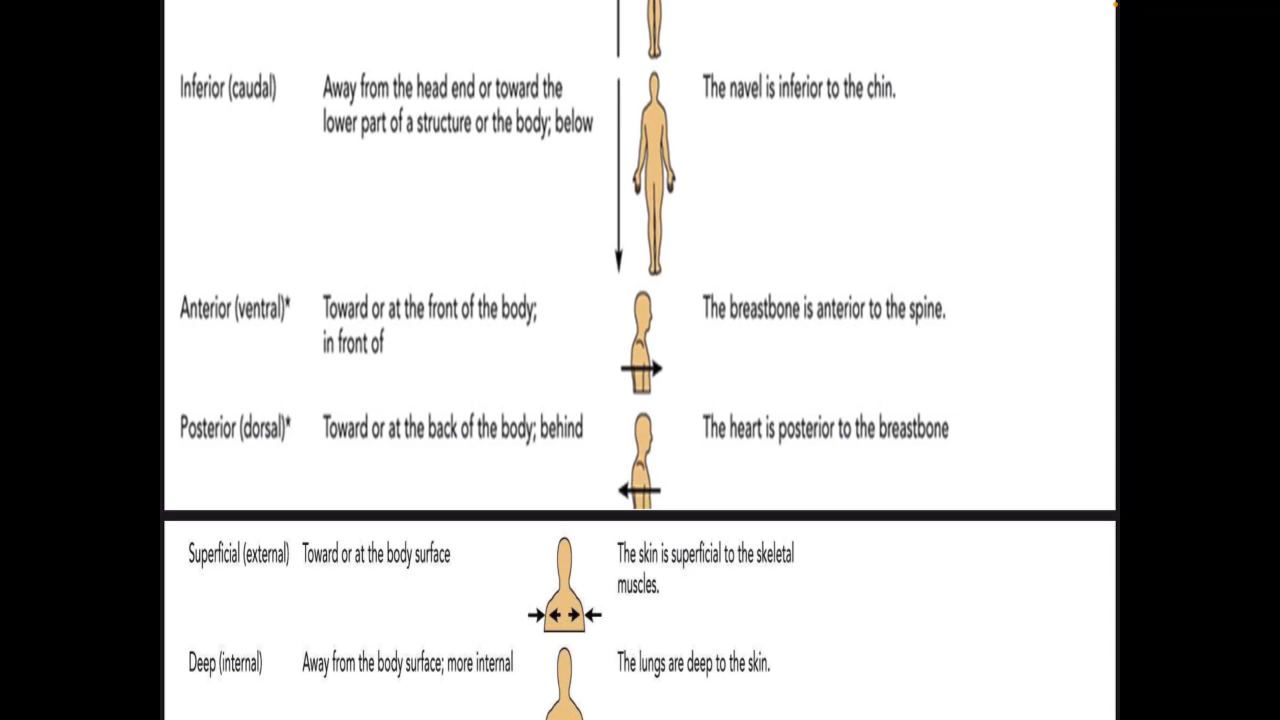 Inferior (caudal) Away from the head end or toward the The navel is inferior to the chin.
lower part of a structure or the body; below
Anterior (ventral)* Toward or at the front of the body; The breastbone is anterior to the spine.
in front of
Posterior (dorsal)* Toward or at the back of the body; behind The heart is posterior to the breastbone
Superficial (external) Toward or at the body surface The skin is superficial to the skeletal
muscles.
Deep (internal) Away from the body surface; more internal The lungs are deep to the skin.